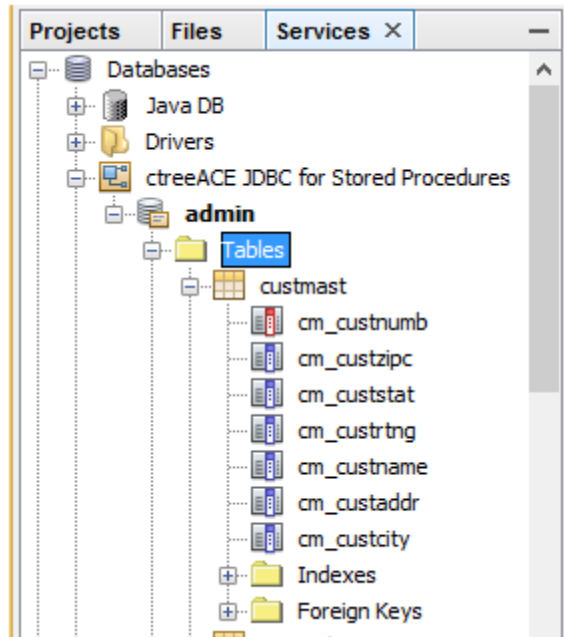 Projects Files Services ×
Databases
Java DB
Drivers
ctreeACE JDBC for Stored Procedures
admin
Tables
custmast
cm_custnumb
cm_custzipc
cm_custstat
cm_custrtng
cm_custname
cm_custaddr
cm_custcity
Indexes
Foreign Keys